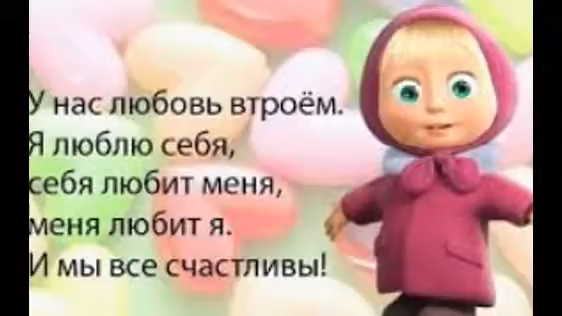 У нас любовь втроём.
Я люблю себя,
себя любит меня,
меня любит я.
И мы все счастливы!